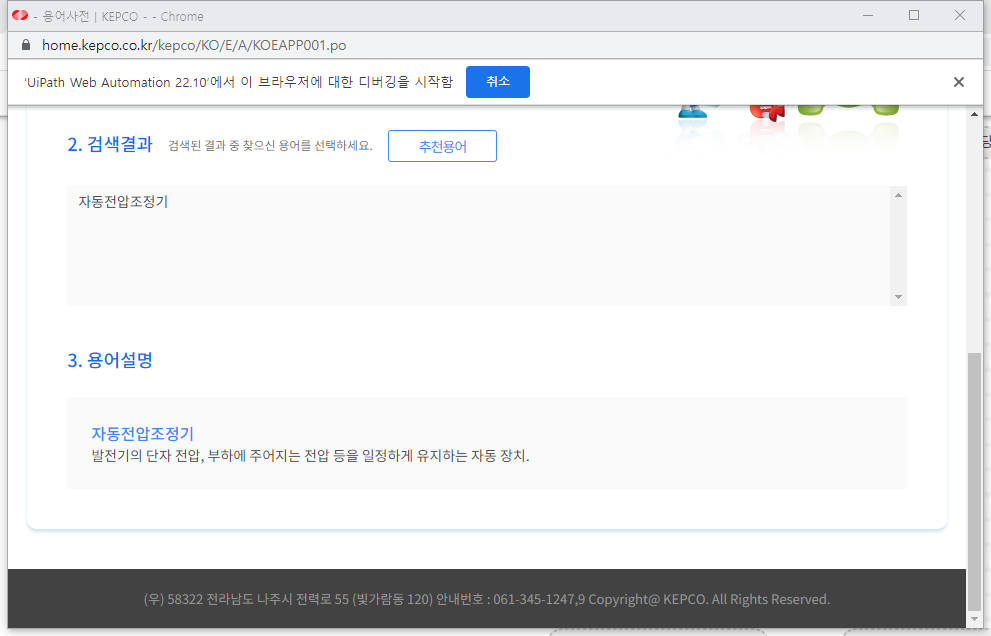 - 용어사전 | KEPCO - - Chrome
home.kepco.co.kr/kepco/KO/E/A/KOEAPP001.po
'UiPath Web Automation 22.10'에서 이 브라우저에 대한 디버깅을 시작함 취소
2. 검색결과 검색된 결과 중 찾으신 용어를 선택하세요. 추천용어
자동전압조정기
3. 용어설명
자동전압조정기
발전기의 단자 전압, 부하에 주어지는 전압 등을 일정하게 유지하는 자동 장치.
(우) 58322 전라남도 나주시 전력로 55 (빛가람동 120) 안내번호 : 061-345-1247,9 Copyright@ KEPCO. All Rights Reserved.